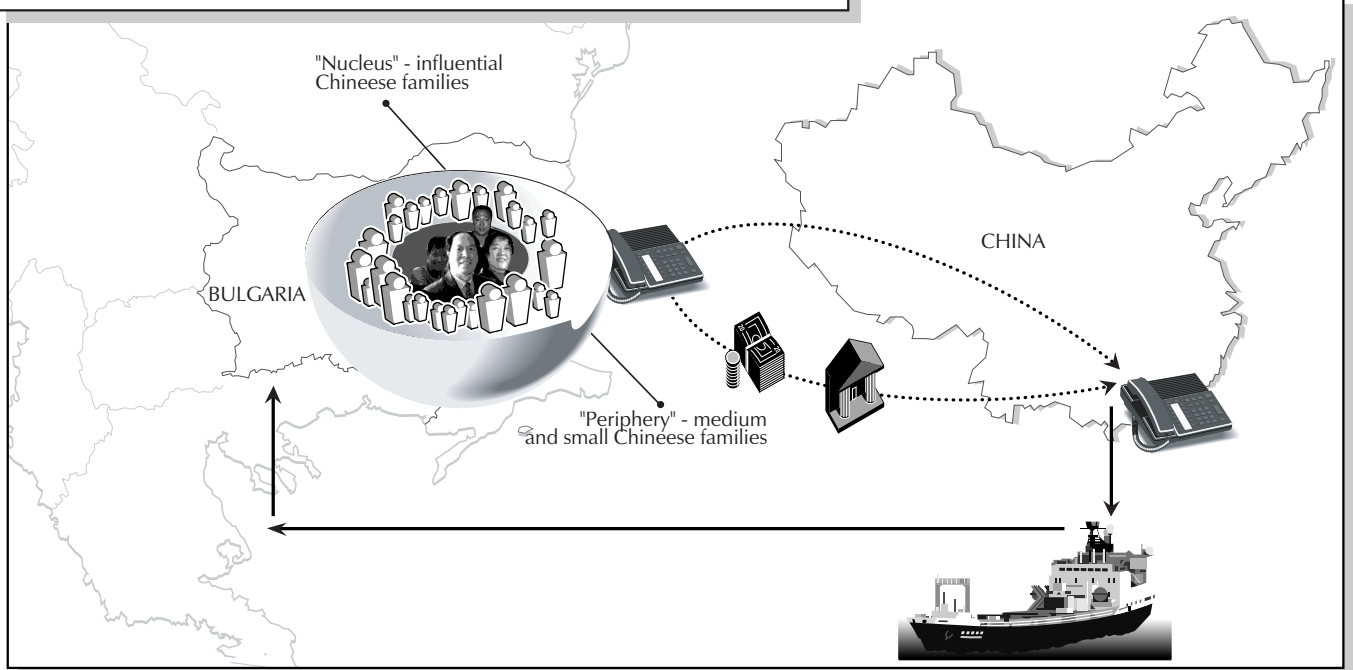 "Nucleus" - influential
Chineese families
CHINA
BULGARIA
"Periphery" - medium
and small Chineese families